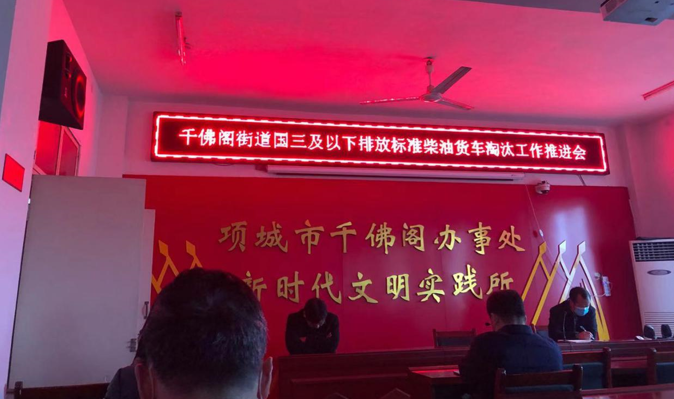 千佛阁街道国三及以下排放标准柴油货车淘汰工作推进会
项城市千佛阁办事处
新时代文明实践所